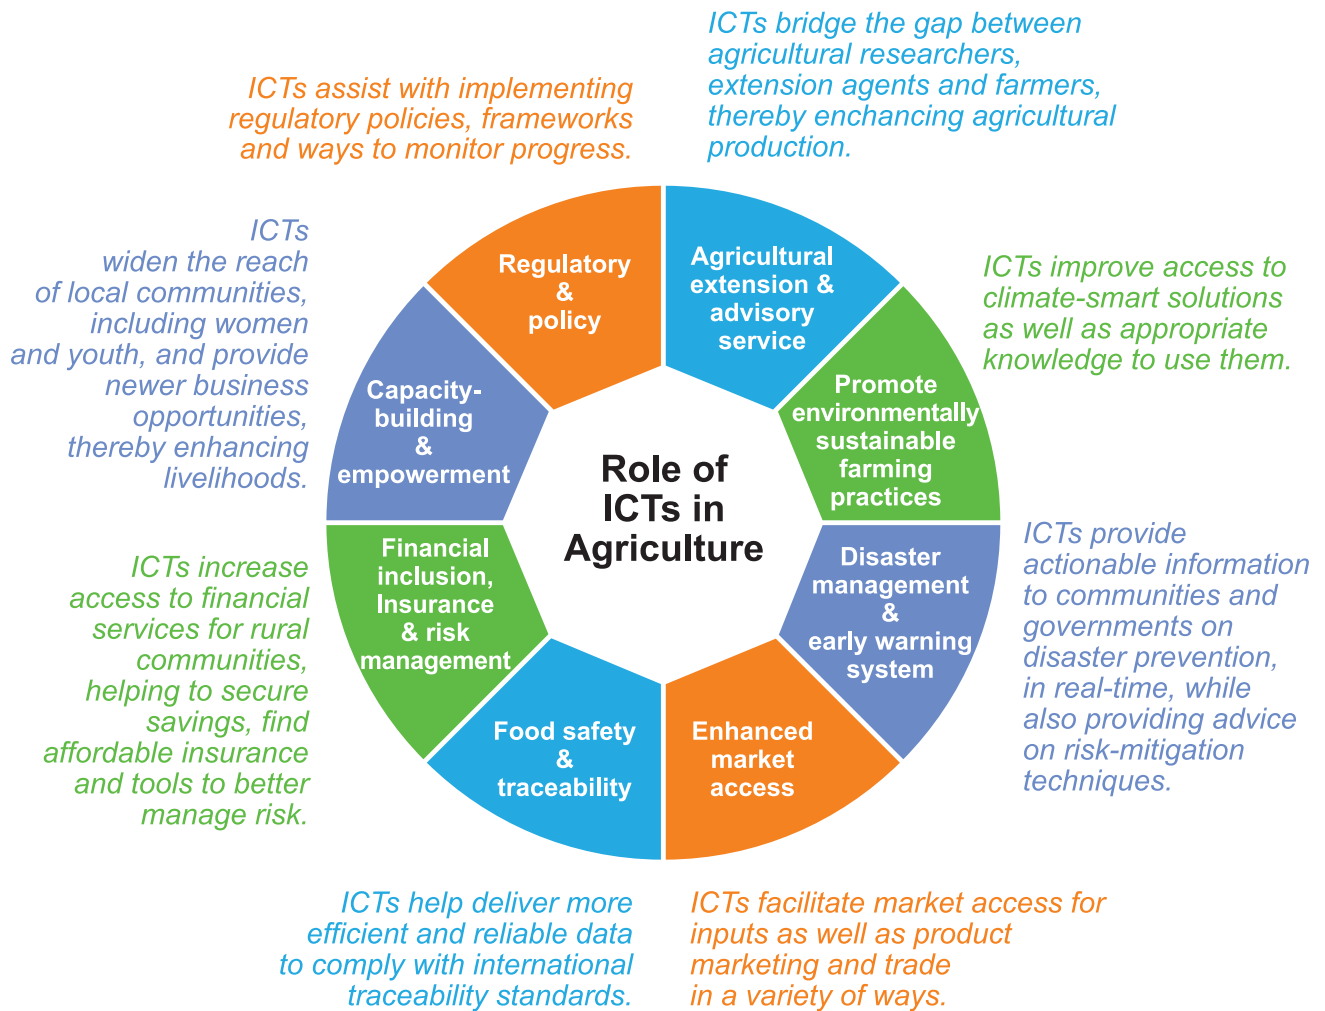 ICTs bridge the gap between
agricultural researchers,
extension agents and farmers,
thereby enchancing agricultural
production.
ICTs assist with implementing
regulatory policies, frameworks
and ways to monitor progress.
ICTs
widen the reach
of local communities,
including women
and youth, and provide
newer business
opportunities,
thereby enhancing
livelihoods.
Regulatory
&
policy
Agricultural
extension &
advisory
service
ICTs improve access to
climate-smart solutions
as well as appropriate
knowledge to use them.
Capacity-
building
&
empowerment
Promote
environmentally
sustainable
farming
practices
Role of
ICTs in
Agriculture
Financial
inclusion,
Insurance
& risk
management
Disaster
management
&
early warning
system
ICTs provide
actionable information
to communities and
governments on
disaster prevention,
in real-time, while
also providing advice
on risk-mitigation
techniques.
ICTs increase
access to financial
services for rural
communities,
helping to secure
savings, find
affordable insurance
and tools to better
manage risk.
Food safety
&
traceability
Enhanced
market
access
ICTs help deliver more
efficient and reliable data
to comply with international
traceability standards.
ICTs facilitate market access for
inputs as well as product
marketing and trade
in a variety of ways.